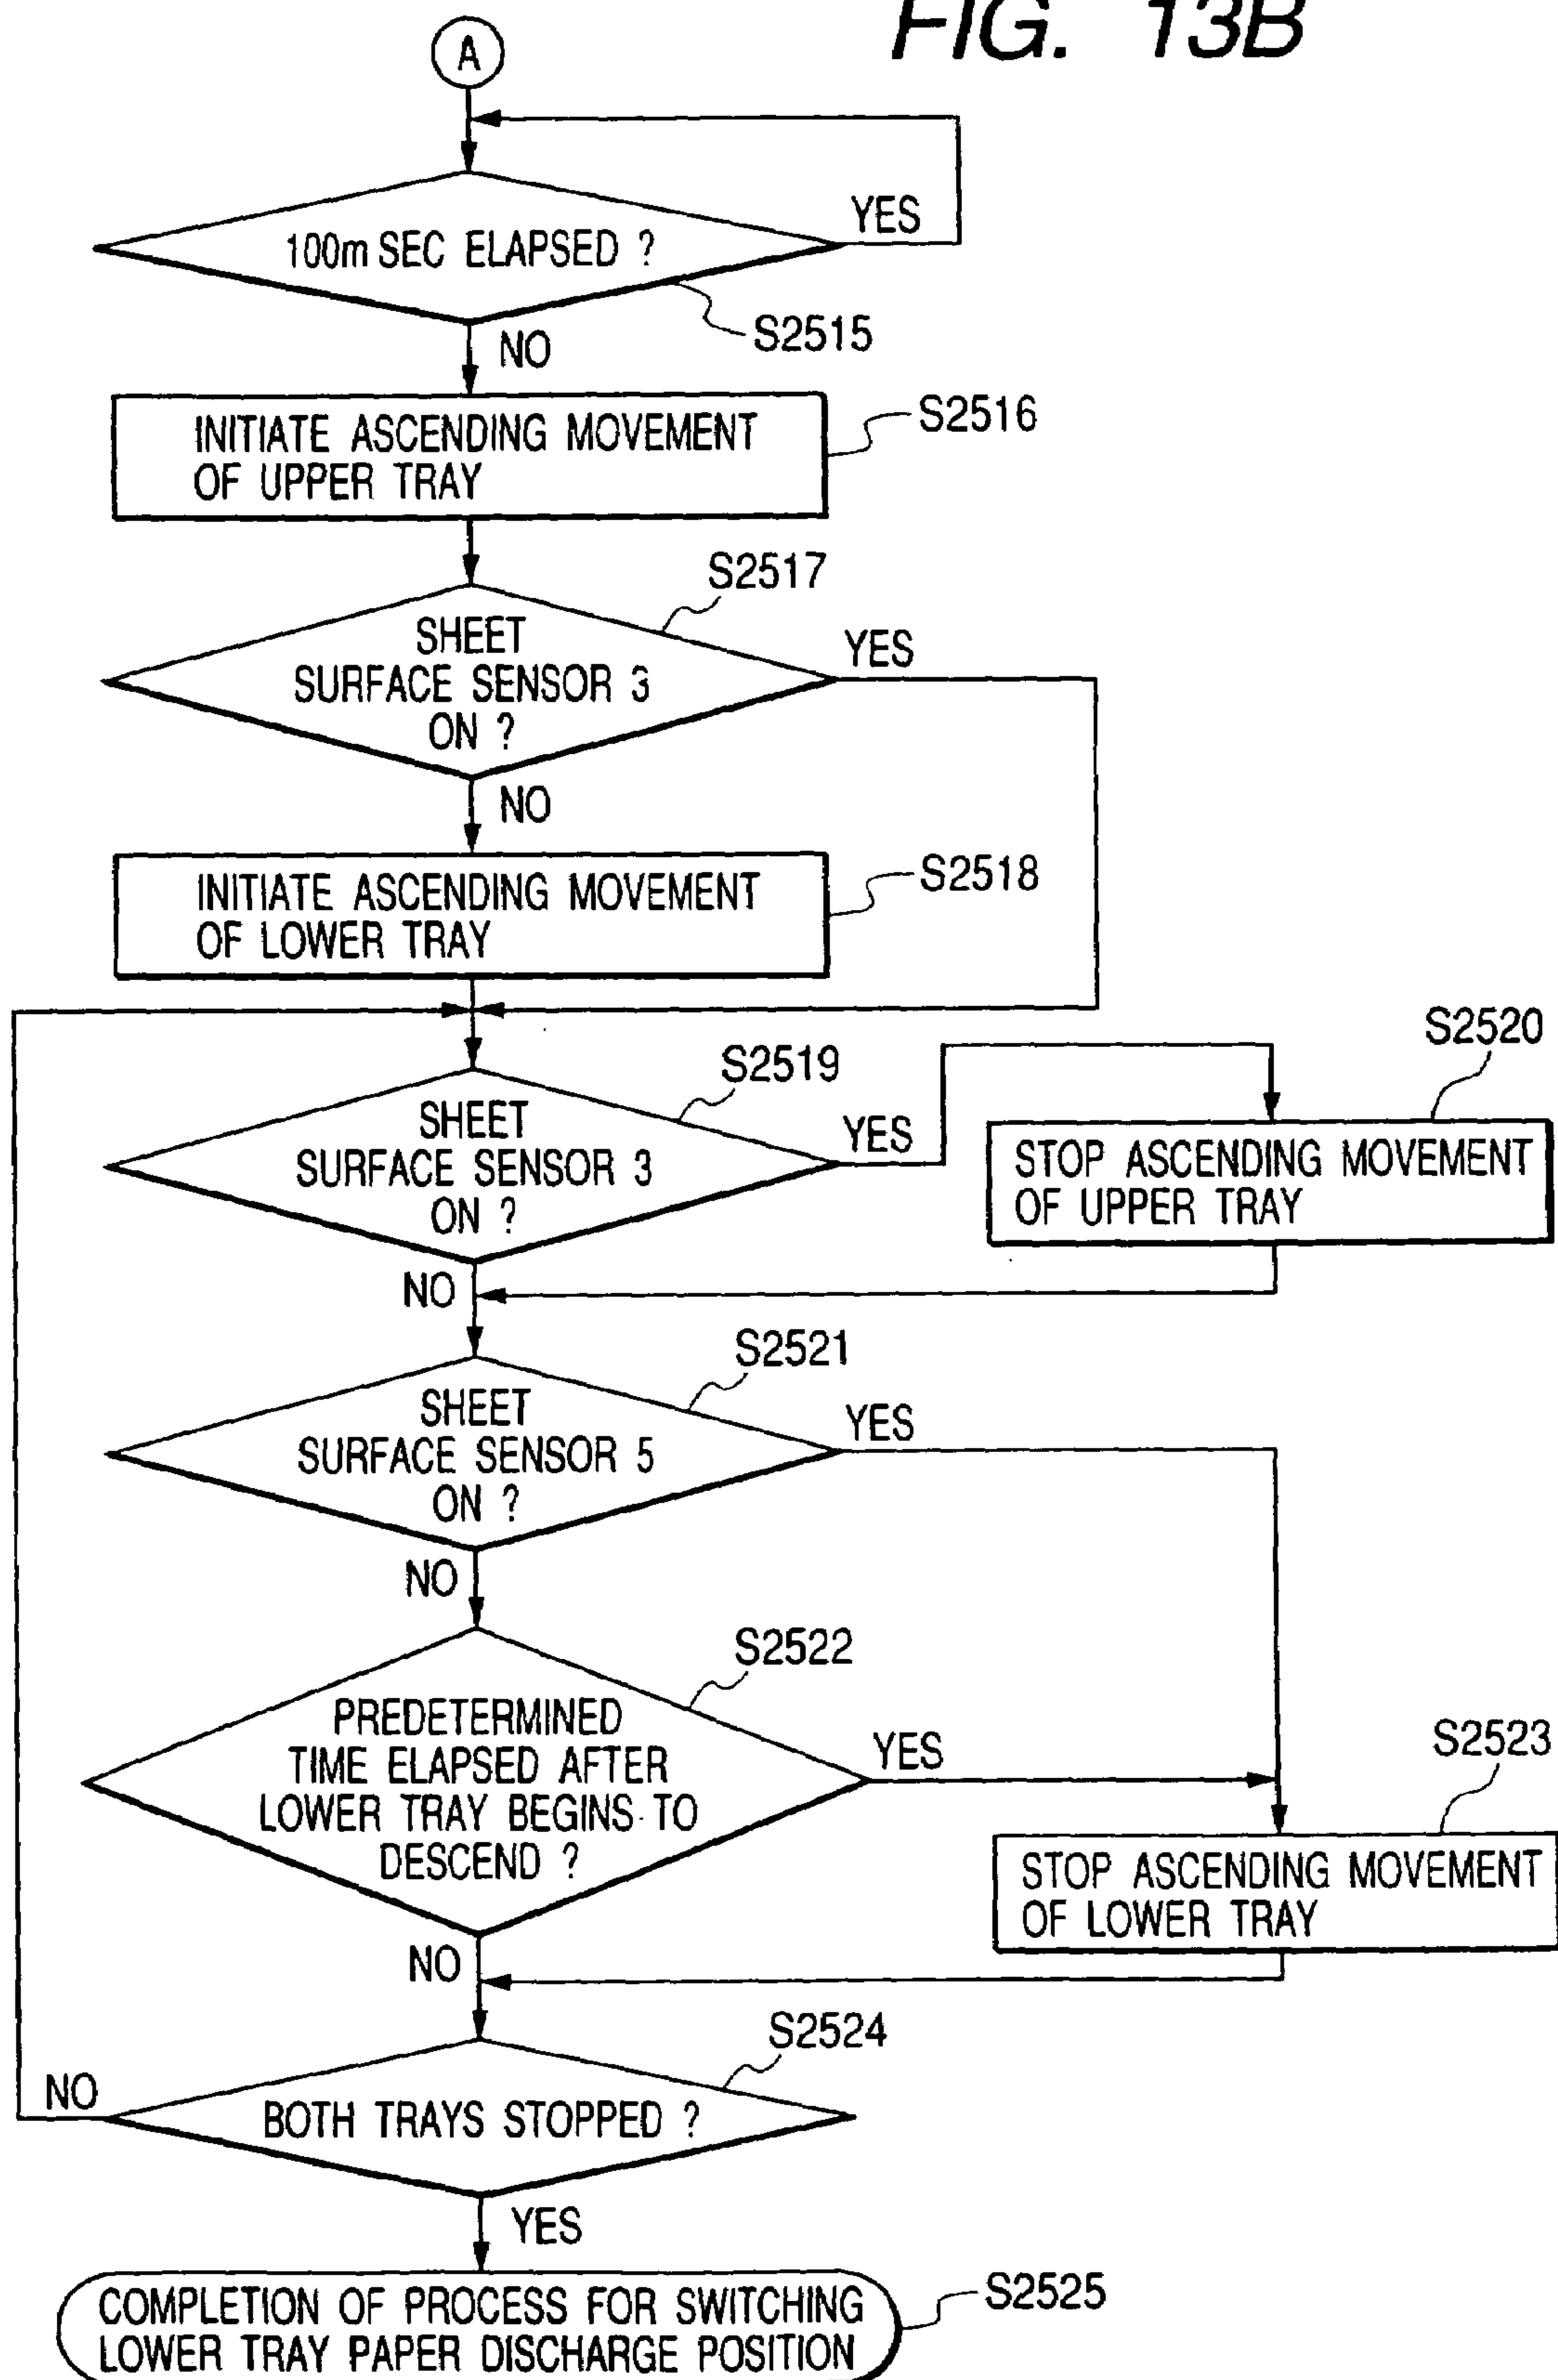 FIG. 13B
A
100m SEC ELAPSED ?
YES
S2515
NO
INITIATE ASCENDING MOVEMENT
OF UPPER TRAY
S2516
S2517
SHEET
SURFACE SENSOR 3
ON ?
YES
NO
INITIATE ASCENDING MOVEMENT
OF LOWER TRAY
S2518
S2519
SHEET
SURFACE SENSOR 3
ON ?
YES
S2520
STOP ASCENDING MOVEMENT
OF UPPER TRAY
NO
S2521
SHEET
SURFACE SENSOR 5
ON ?
YES
NO
S2522
PREDETERMINED
TIME ELAPSED AFTER
LOWER TRAY BEGINS TO
DESCEND ?
YES
S2523
STOP ASCENDING MOVEMENT
OF LOWER TRAY
NO
S2524
BOTH TRAYS STOPPED ?
NO
YES
COMPLETION OF PROCESS FOR SWITCHING
LOWER TRAY PAPER DISCHARGE POSITION
S2525